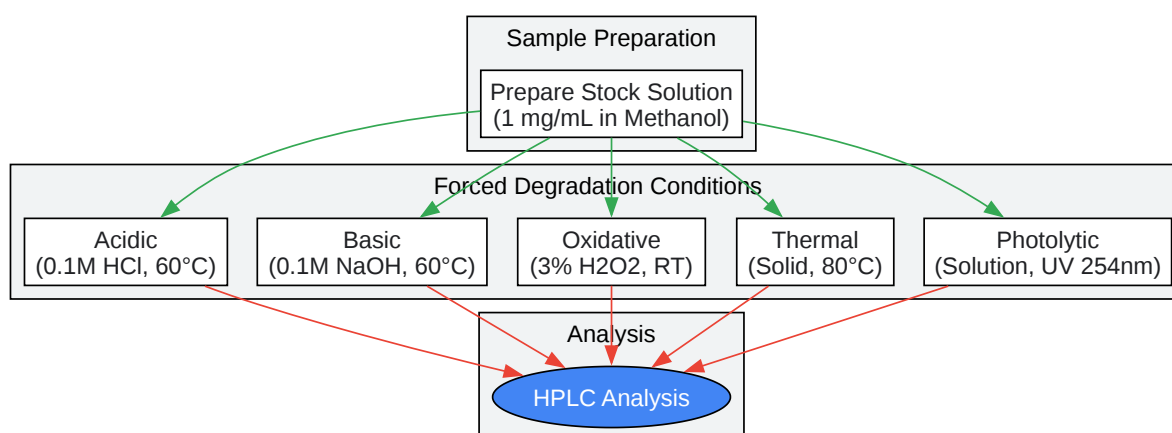 Sample Preparation
Prepare Stock Solution
(1 mg/mL in Methanol)
Forced Degradation Conditions
Acidic
(0.1M HCl, 60°C)
Basic
(0.1M NaOH, 60°C)
Oxidative
(3% H2O2, RT)
Thermal
(Solid, 80°C)
Photolytic
(Solution, UV 254nm)
Analysis
HPLC Analysis